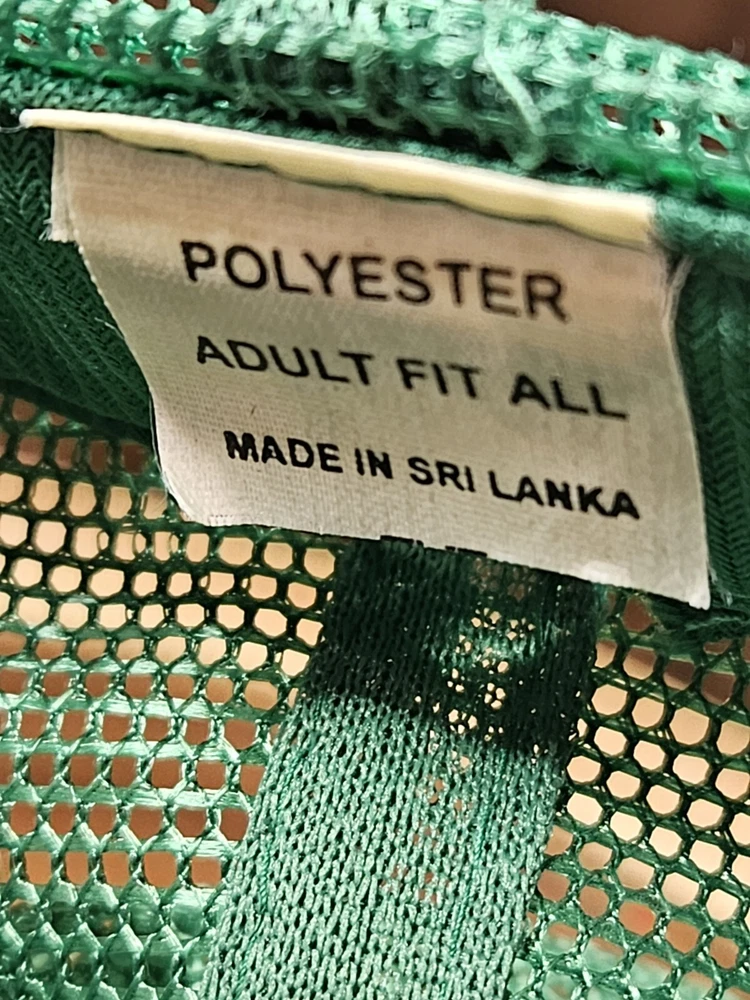 POLYESTER
ADULT FIT ALL
MADE IN SRI LANKA